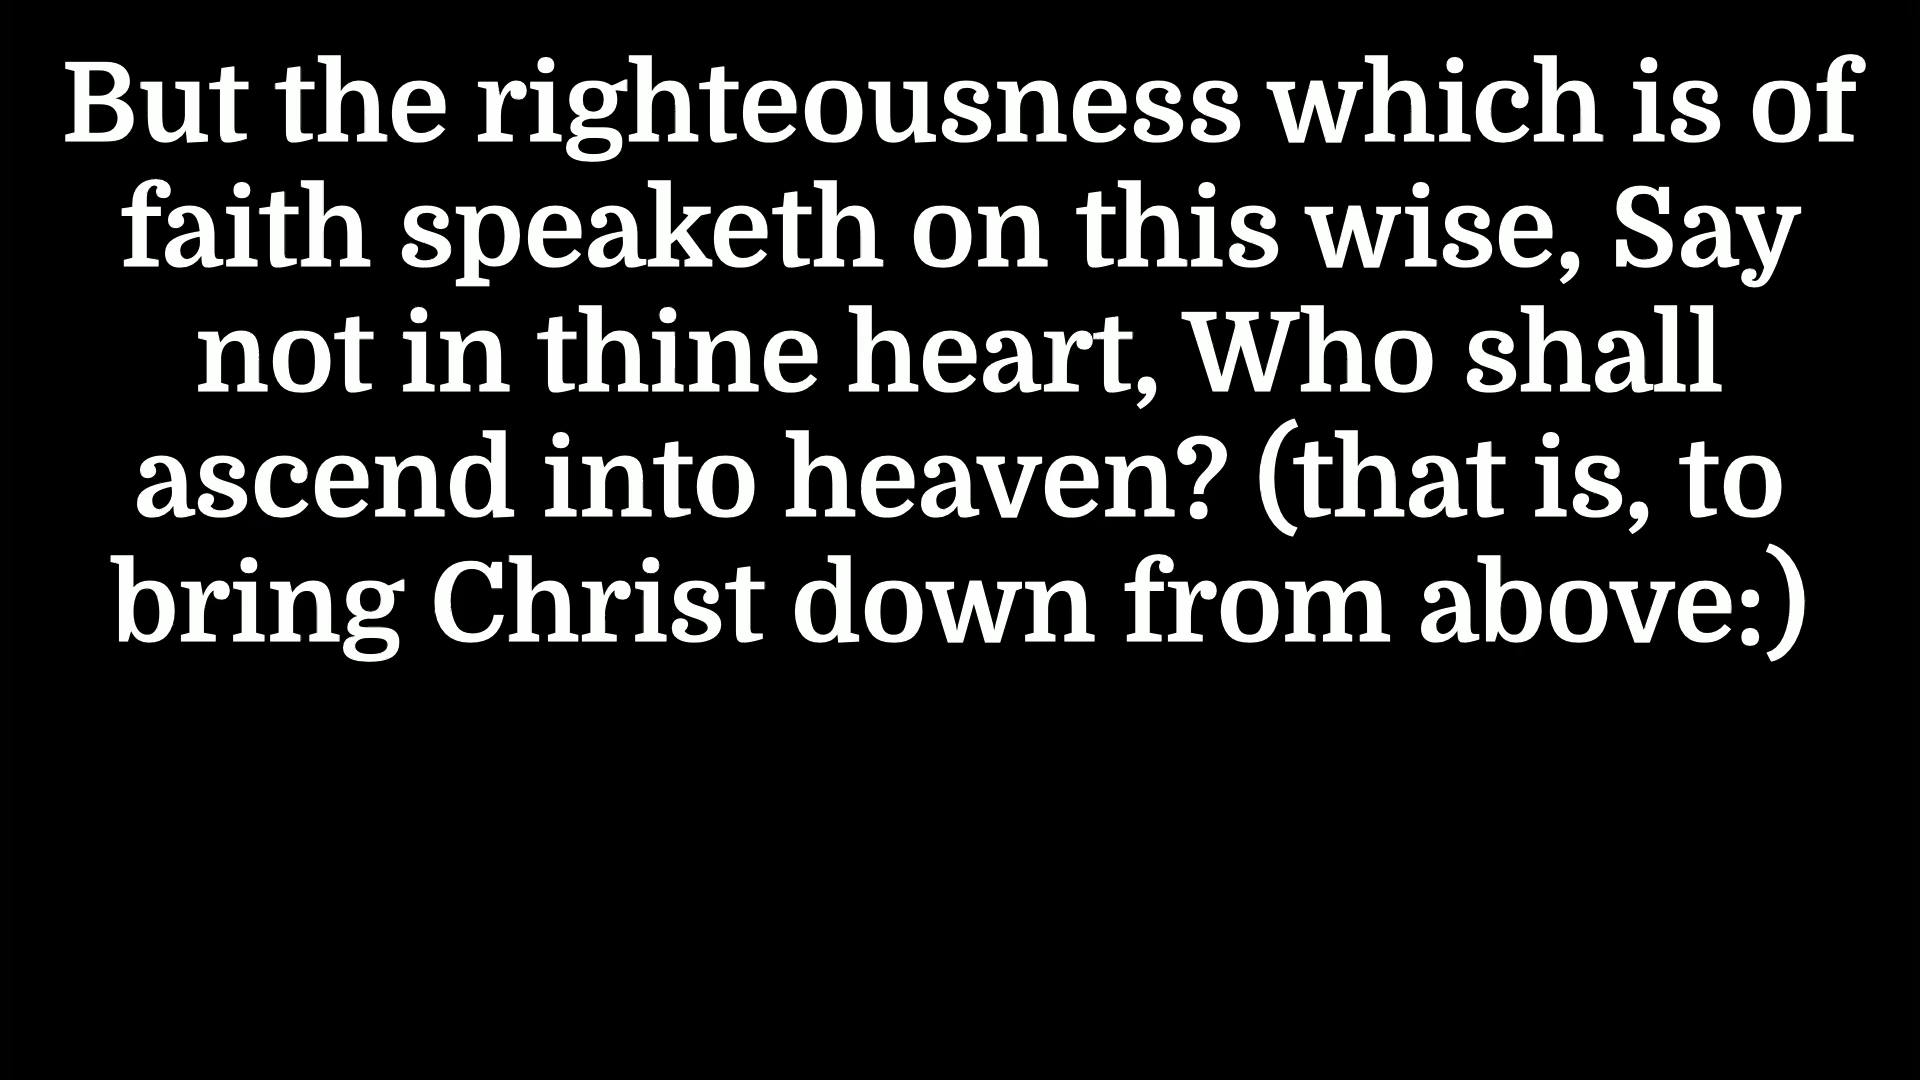 But the righteousness which is of
faith speaketh on this wise, Say
not in thine heart, Who shall
ascend into heaven? (that is, to
bring Christ down from above:)